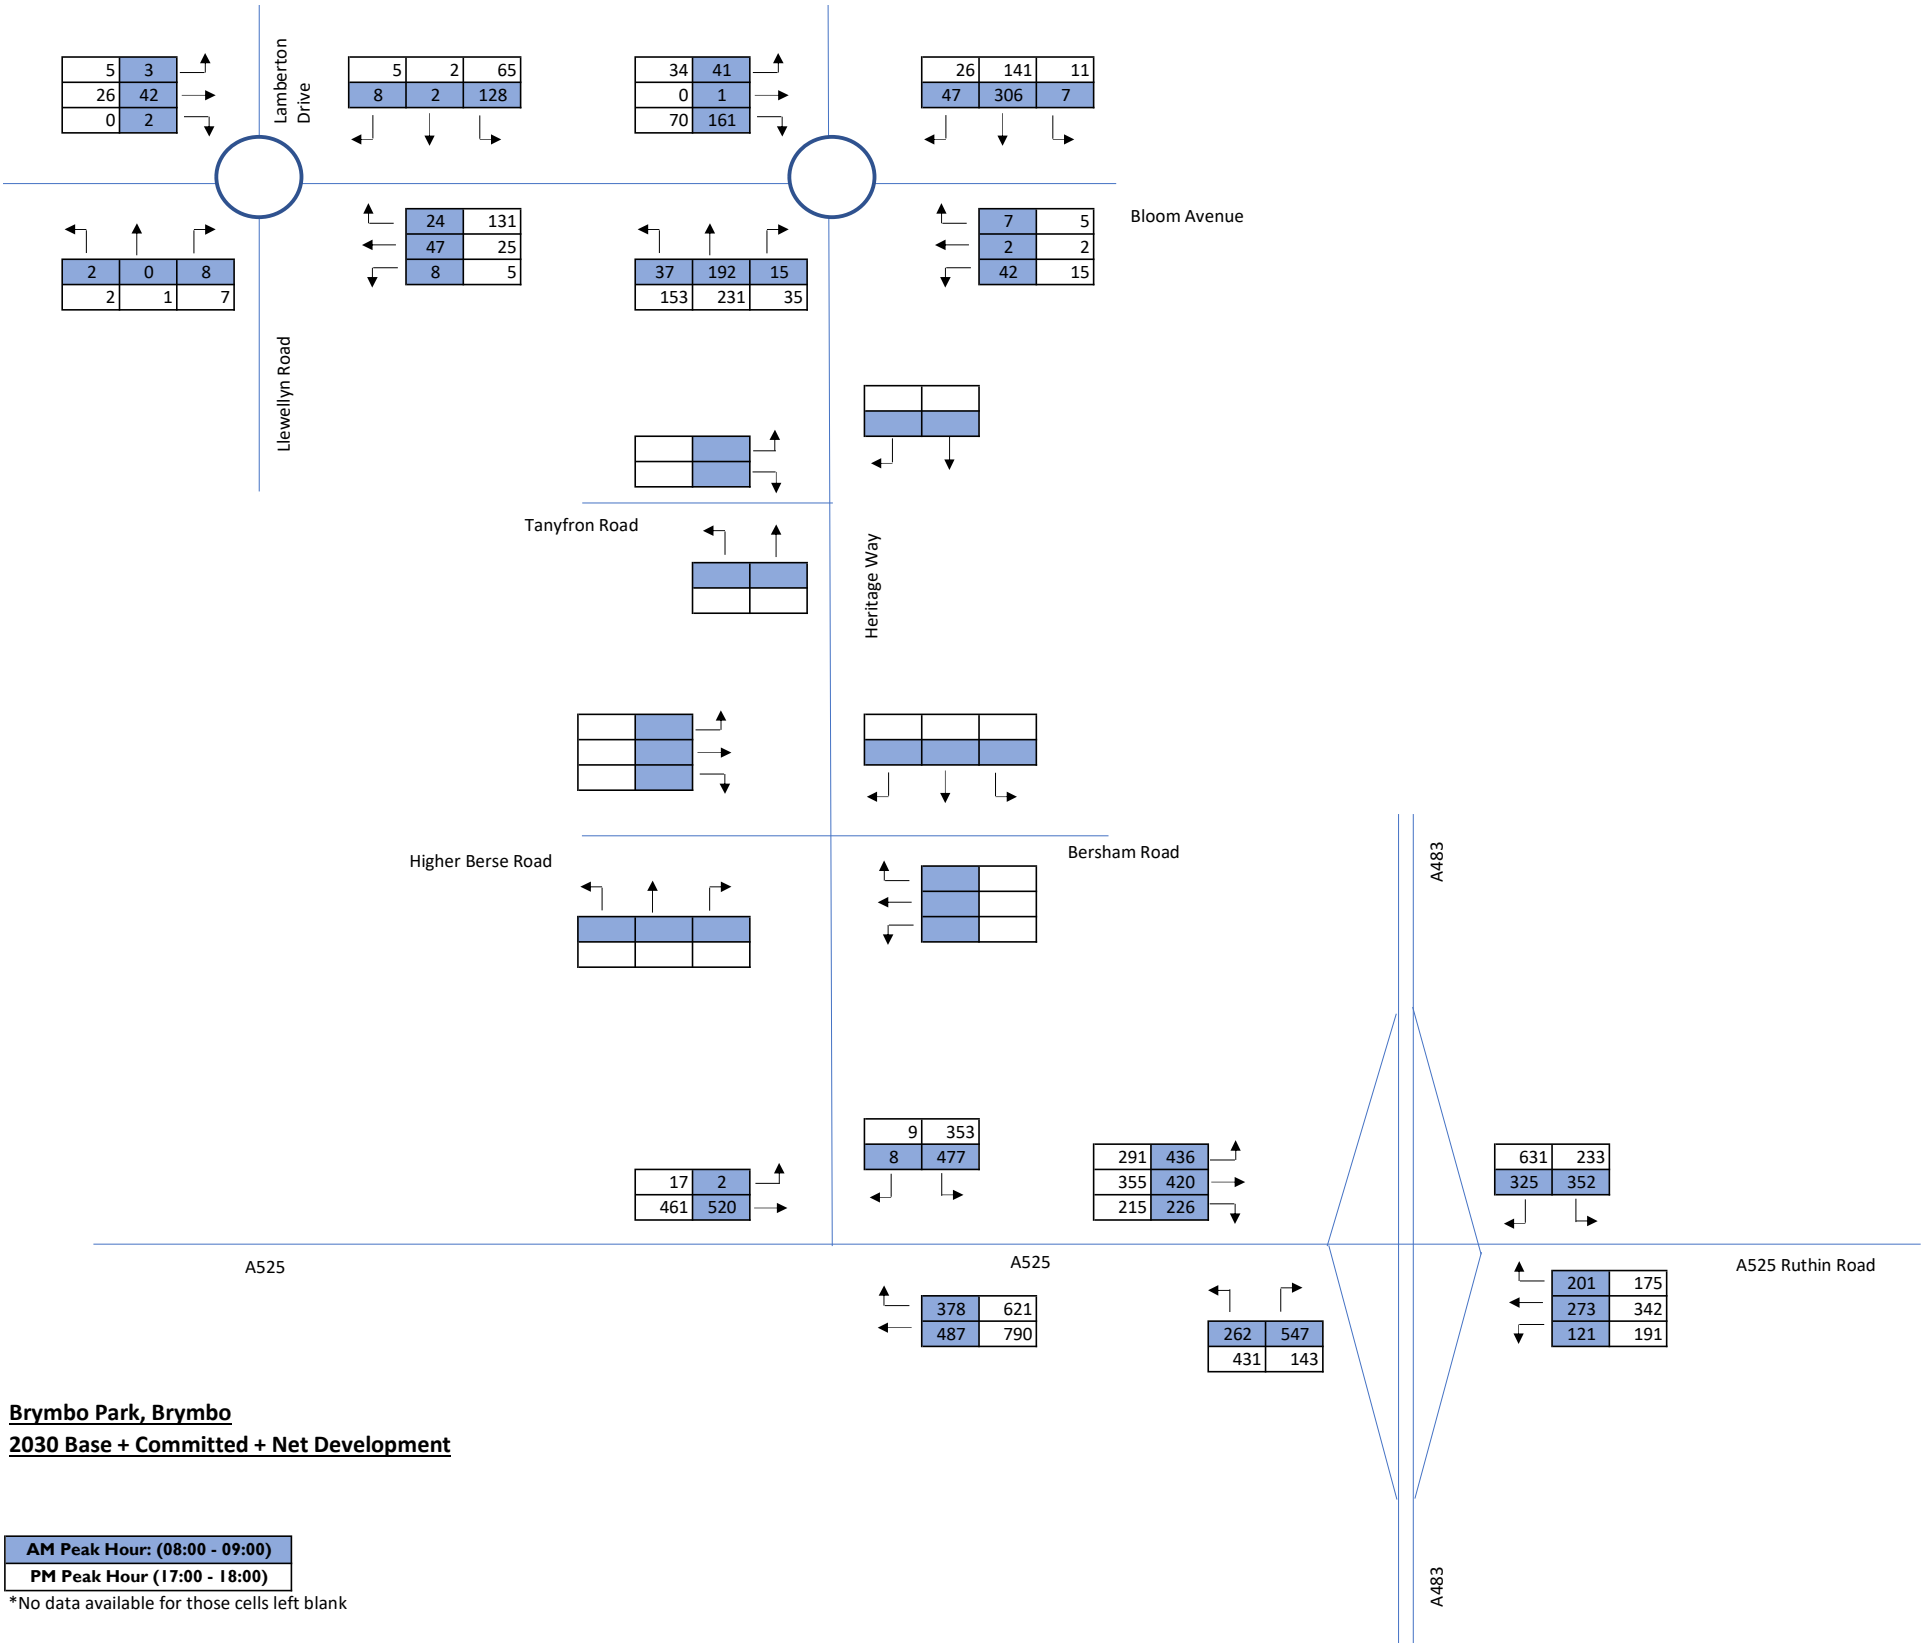 5 3
26 42
0 2
Lamberton
Drive
5 2 65
8 2 128
34 41
0 1
70 161
26 141 11
47 306 7
2 0 8
2 1 7
24 131
47 25
8 5
37 192 15
153 231 35
7 5
2 2
42 15
Bloom Avenue
Llewellyn Road
Tanyfron Road
Heritage Way
Higher Berse Road
Bersham Road
A483
17 2
461 520
9 353
8 477
291 436
355 420
215 226
631 233
325 352
A525
A525
A525 Ruthin Road
378 621
487 790
262 547
431 143
201 175
273 342
121 191
Brymbo Park, Brymbo
2030 Base + Committed + Net Development
AM Peak Hour: (08:00 - 09:00)
PM Peak Hour (17:00 - 18:00)
*No data available for those cells left blank
A483